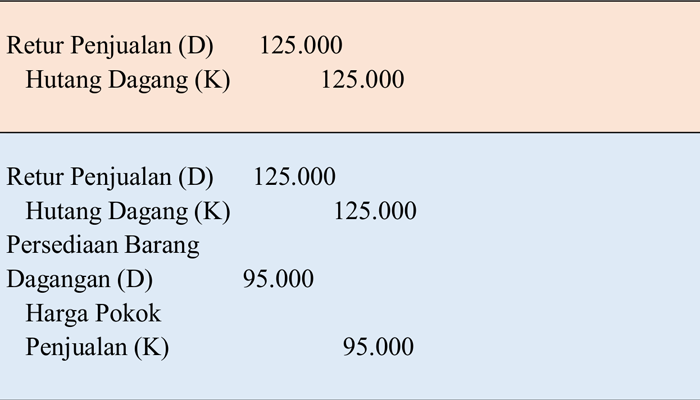 Retur Penjualan (D) 125.000
Hutang Dagang (K) 125.000
Retur Penjualan (D) 125.000
Hutang Dagang (K) 125.000
Persediaan Barang
Dagangan (D) 95.000
Harga Pokok
Penjualan (K) 95.000